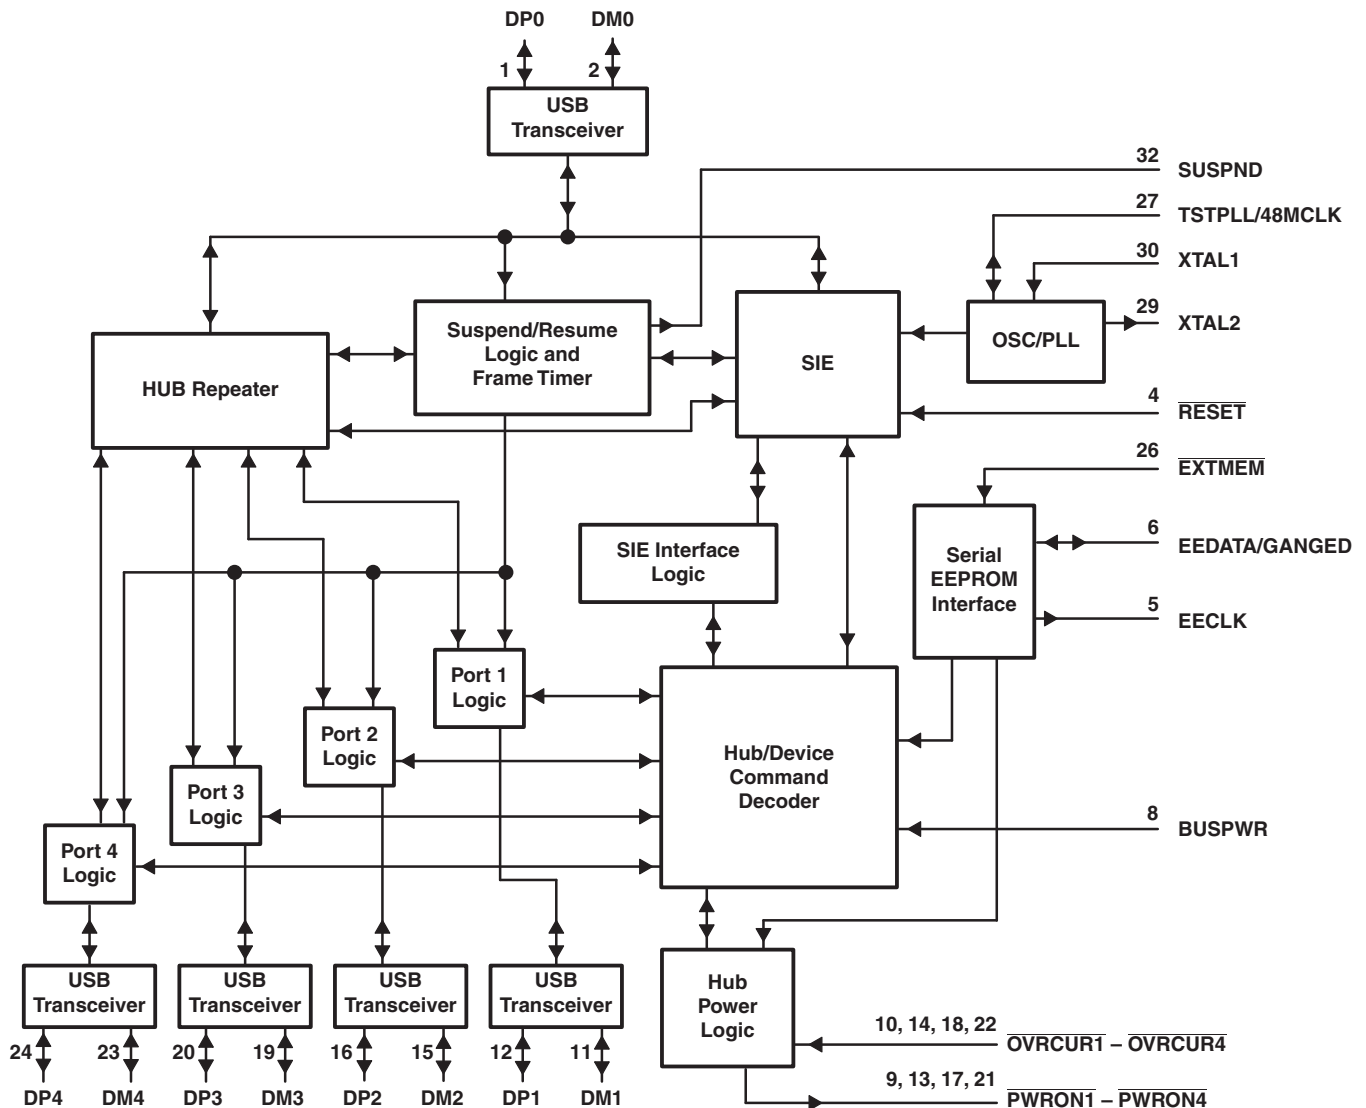 DP0 DM0
1 2
USB
Transceiver
32 SUSPND
27 TSTPLL/48MCLK
30 XTAL1
29 XTAL2
Suspend/Resume
Logic and
Frame Timer
HUB Repeater
SIE
OSC/PLL
4 RESET
26 EXTMEM
6 EEDATA/GANGED
5 EECLK
SIE Interface
Logic
Serial
EEPROM
Interface
Port 1
Logic
Port 2
Logic
Port 3
Logic
Port 4
Logic
Hub/Device
Command
Decoder
8 BUSPWR
USB
Transceiver
USB
Transceiver
USB
Transceiver
USB
Transceiver
Hub
Power
Logic
10, 14, 18, 22 OVRCUR1 – OVRCUR4
9, 13, 17, 21 PWRON1 – PWRON4
24 23 20 19 16 15 12 11
DP4 DM4 DP3 DM3 DP2 DM2 DP1 DM1